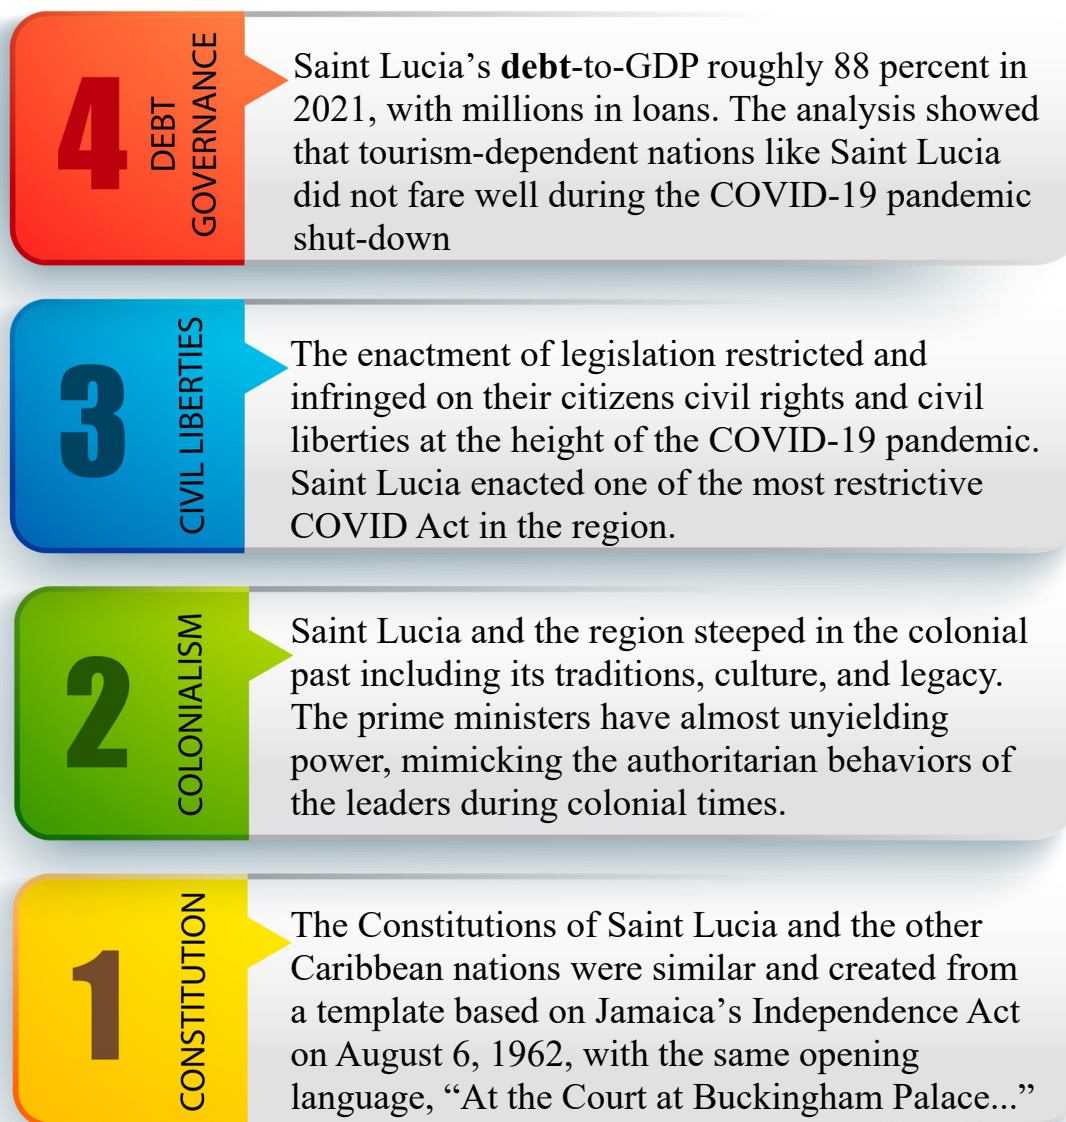 4
DEBT
GOVERNANCE
Saint Lucia’s debt-to-GDP roughly 88 percent in
2021, with millions in loans. The analysis showed
that tourism-dependent nations like Saint Lucia
did not fare well during the COVID-19 pandemic
shut-down
3
CIVIL LIBERTIES
The enactment of legislation restricted and
infringed on their citizens civil rights and civil
liberties at the height of the COVID-19 pandemic.
Saint Lucia enacted one of the most restrictive
COVID Act in the region.
2
COLONIALISM
Saint Lucia and the region steeped in the colonial
past including its traditions, culture, and legacy.
The prime ministers have almost unyielding
power, mimicking the authoritarian behaviors of
the leaders during colonial times.
1
CONSTITUTION
The Constitutions of Saint Lucia and the other
Caribbean nations were similar and created from
a template based on Jamaica’s Independence Act
on August 6, 1962, with the same opening
language, “At the Court at Buckingham Palace...”